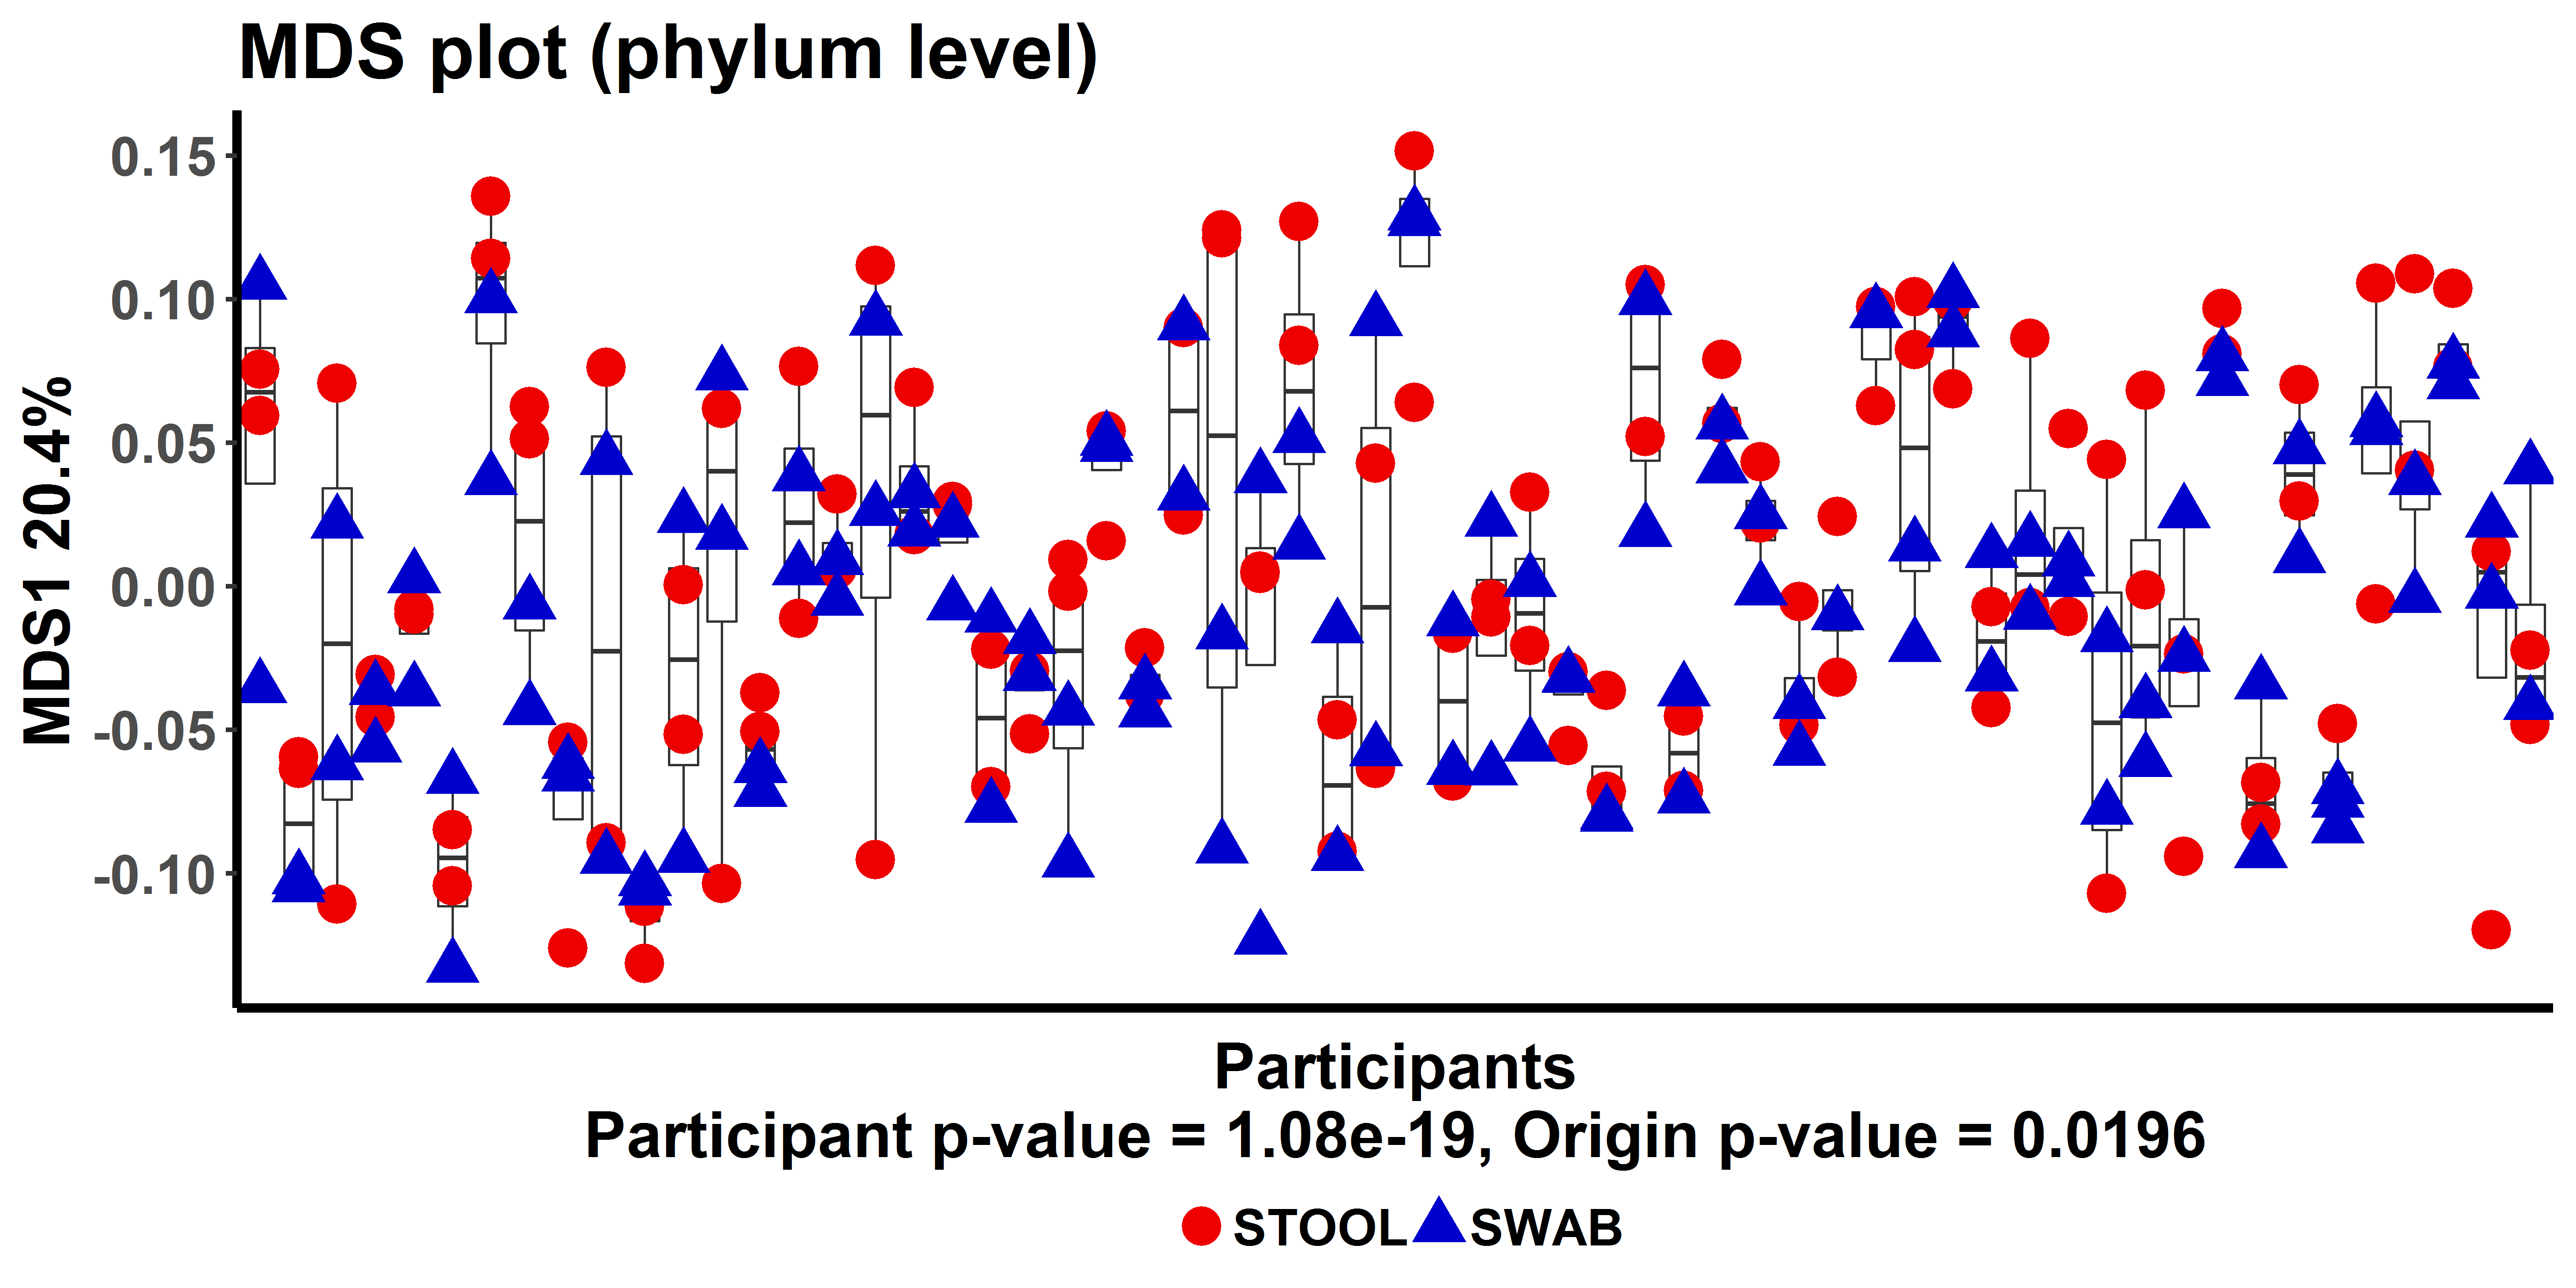 MDS plot (phylum level)
MDS1 20.4%
0.15
0.10
0.05
0.00
-0.05
-0.10
Participants
Participant p-value = 1.08e-19, Origin p-value = 0.0196
STOOL SWAB